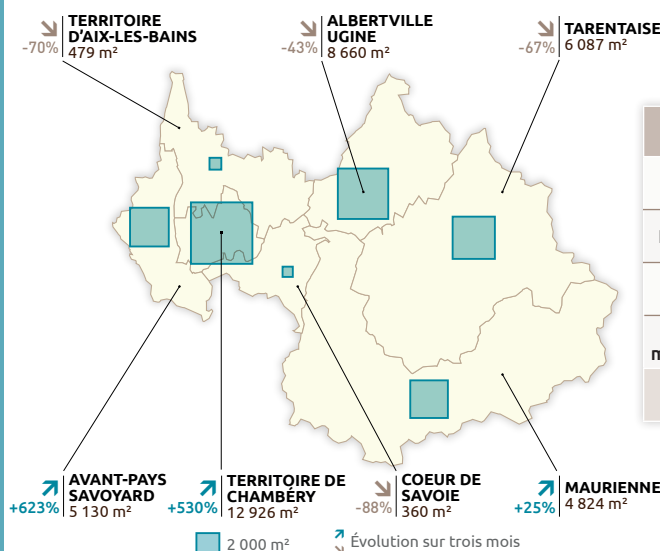 TERRITOIRE
D'AIX-LES-BAINS
-70% 479 m²
ALBERTVILLE
UGINE
-43% 8 660 m²
TARENTAISE
-67% 6 087 m²
AVANT-PAYS
SAVOYARD
+623% 5 130 m²
TERRITOIRE DE
CHAMBÉRY
+530% 12 926 m²
COEUR DE
SAVOIE
-88% 360 m²
MAURIENNE
+25% 4 824 m²
2 000 m²
Évolution sur trois mois